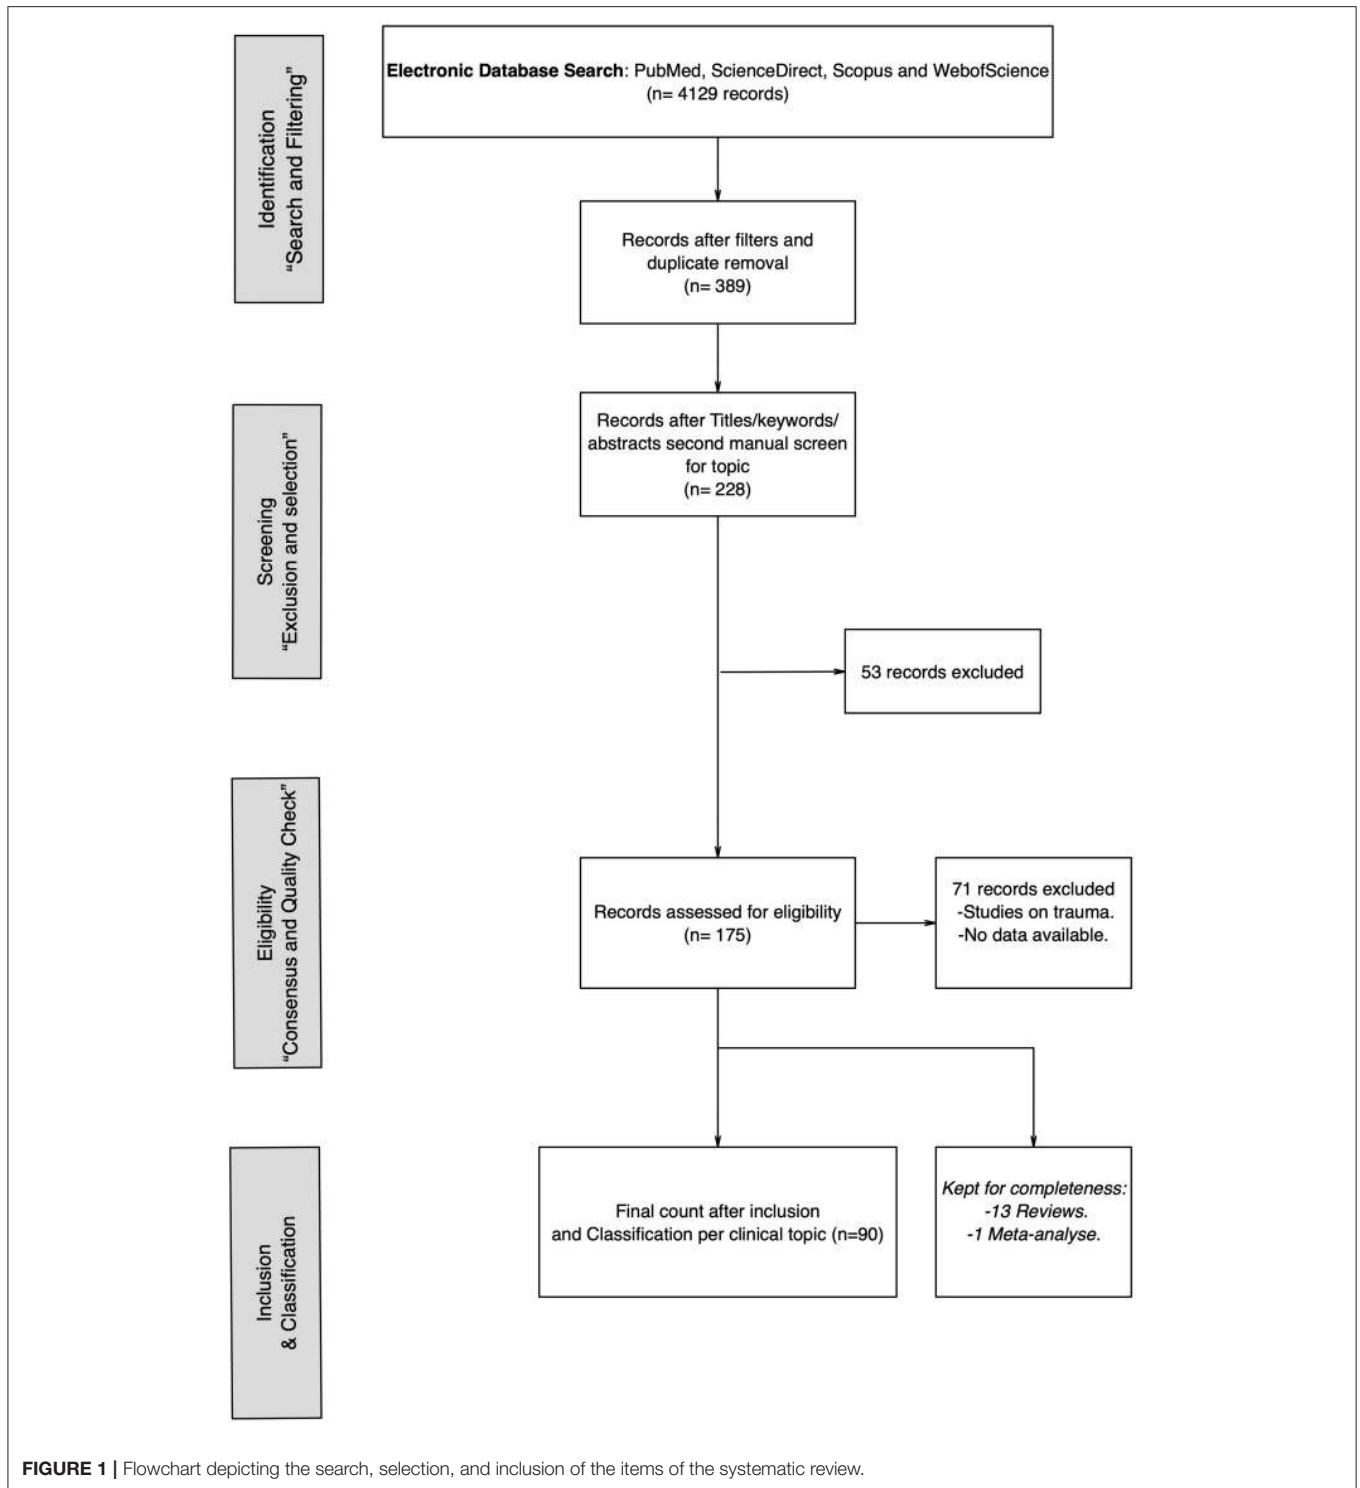 Identification
“Search and Filtering”
Electronic Database Search: PubMed, ScienceDirect, Scopus and WebofScience
(n= 4129 records)
Records after filters and
duplicate removal
(n= 389)
Screening
“Exclusion and selection”
Records after Titles/keywords/
abstracts second manual screen
for topic
(n= 228)
53 records excluded
Eligibility
“Consensus and Quality Check”
Records assessed for eligibility
(n= 175)
71 records excluded
-Studies on trauma.
-No data available.
Inclusion
& Classification
Final count after inclusion
and Classification per clinical topic (n=90)
Kept for completeness:
-13 Reviews.
-1 Meta-analyse.
FIGURE 1 | Flowchart depicting the search, selection, and inclusion of the items of the systematic review.